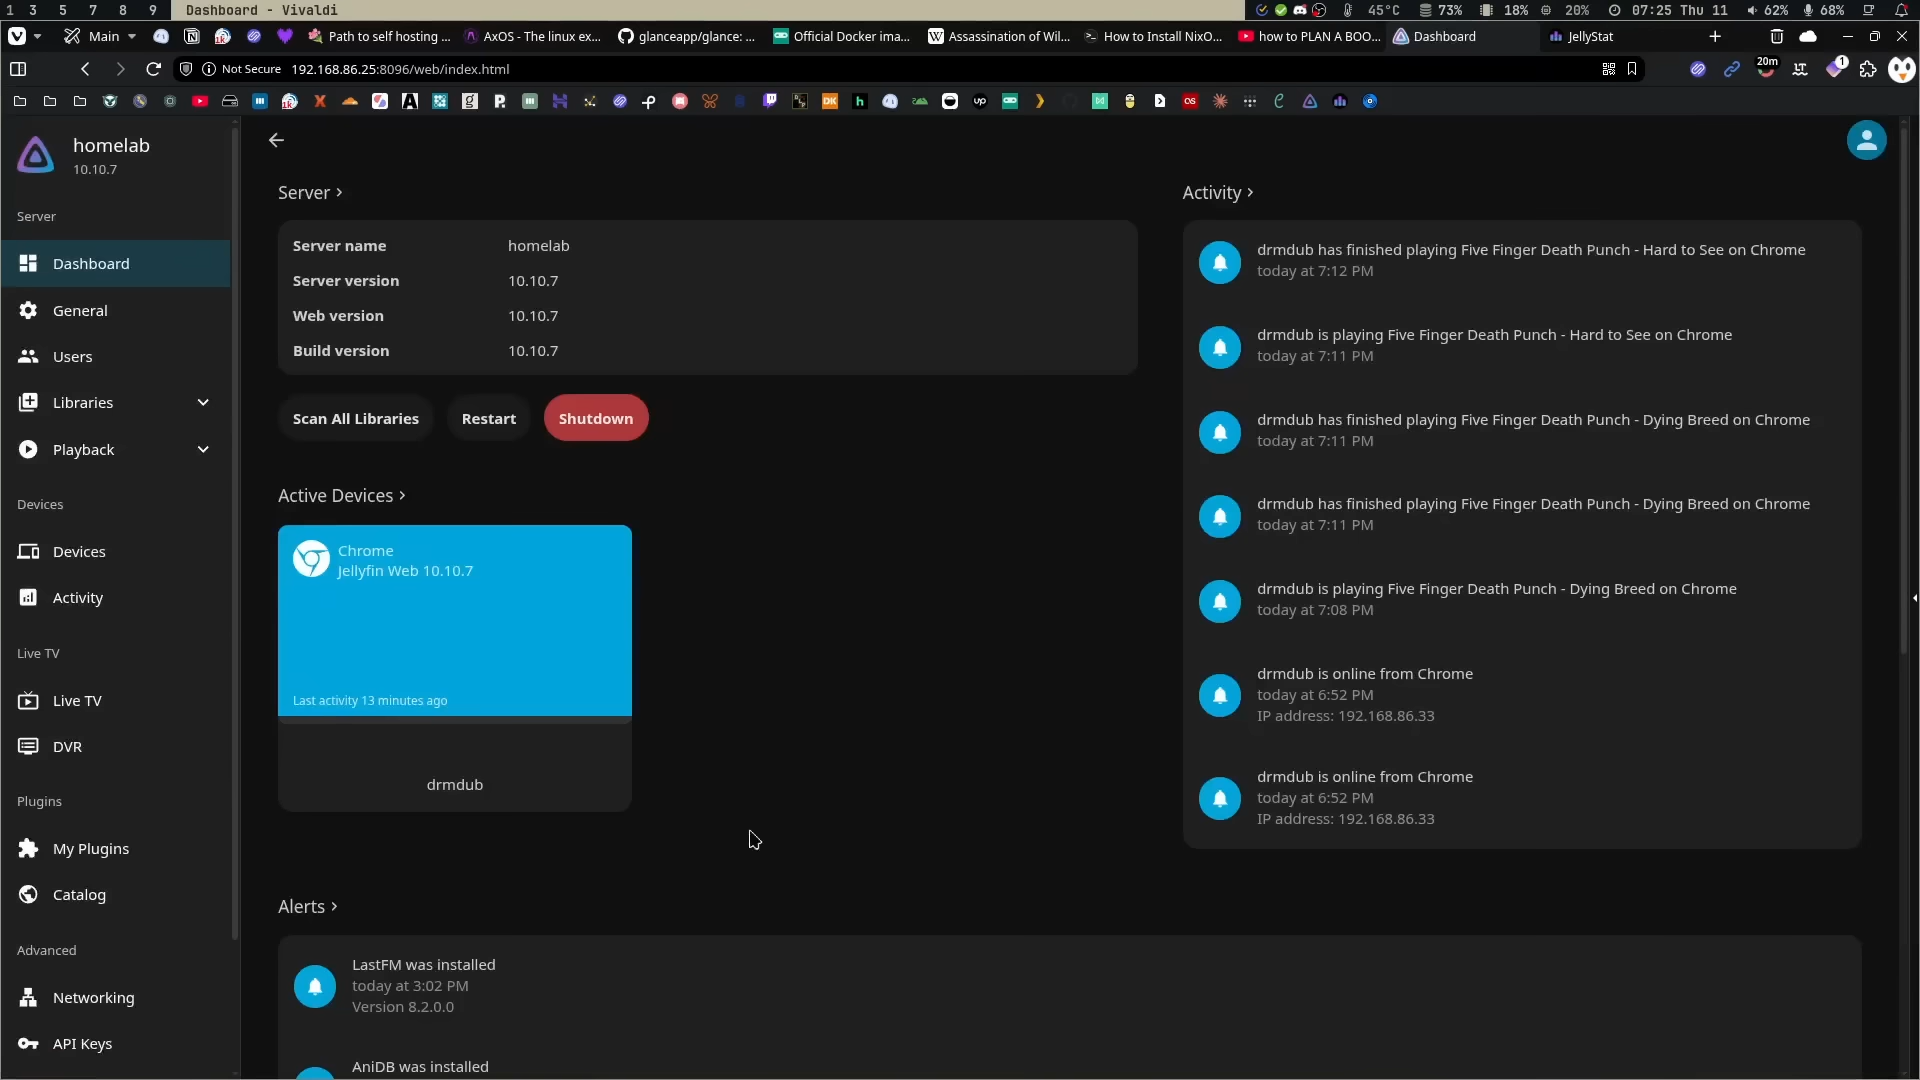 1 3 5 7 8 9 Dashboard - Vivaldi 45°C 73% 18% 20% 07:25 Thu 11 62% 68%
Main Path to self hosting ... AxOS - The linux ex... glanceapp/glance: ... Official Docker ima... Assassination of Wil... How to Install NixO... how to PLAN A BOO... Dashboard JellyStat
Not Secure 192.168.86.25:8096/web/index.html 20m 1
homelab
10.10.7
Server
Dashboard
General
Users
Libraries
Playback
Devices
Devices
Activity
Live TV
Live TV
DVR
Plugins
My Plugins
Catalog
Advanced
Networking
API Keys
Server
Server name homelab
Server version 10.10.7
Web version 10.10.7
Build version 10.10.7
Scan All Libraries Restart Shutdown
Active Devices
Chrome
Jellyfin Web 10.10.7
Last activity 13 minutes ago
drmdub
Activity
drmdub has finished playing Five Finger Death Punch - Hard to See on Chrome
today at 7:12 PM
drmdub is playing Five Finger Death Punch - Hard to See on Chrome
today at 7:11 PM
drmdub has finished playing Five Finger Death Punch - Dying Breed on Chrome
today at 7:11 PM
drmdub has finished playing Five Finger Death Punch - Dying Breed on Chrome
today at 7:11 PM
drmdub is playing Five Finger Death Punch - Dying Breed on Chrome
today at 7:08 PM
drmdub is online from Chrome
today at 6:52 PM
IP address: 192.168.86.33
drmdub is online from Chrome
today at 6:52 PM
IP address: 192.168.86.33
Alerts
LastFM was installed
today at 3:02 PM
Version 8.2.0.0
AniDB was installed